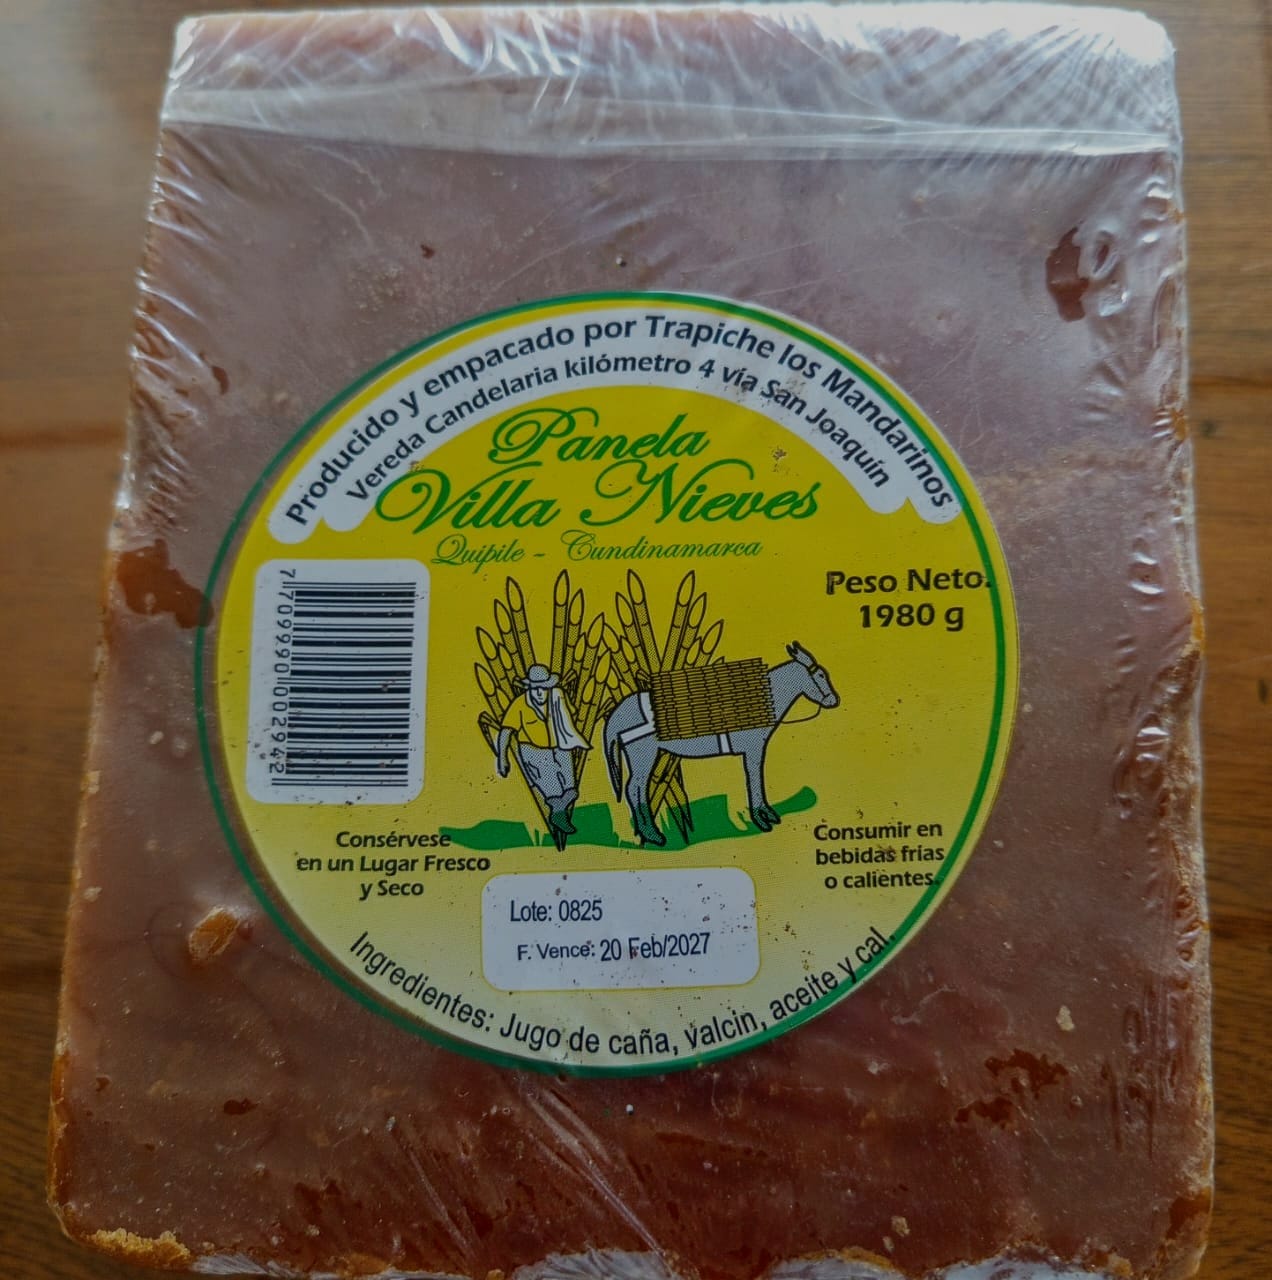 Producido y empacado por Trapiche los Mandarinos
Vereda Candelaria kilómetro 4 vía San Joaquín
Panela
Villa Nieves
Quipile - Cundinamarca
Peso Neto.
1980 g
7709990002942
Consérvese
en un Lugar Fresco
y Seco
Consumir en
bebidas frias
o calientes.
Lote: 0825
F. Vence: 20 Feb/2027
Ingredientes: Jugo de caña, valcin, aceite y cal.